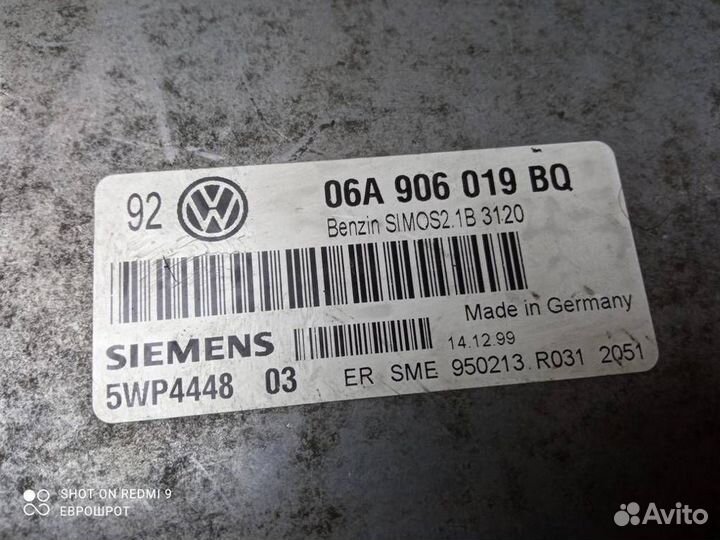 92 VW 06A 906 019 BQ
Benzin SIMOS2.1B 3120
Made in Germany
SIEMENS 14.12.99
5WP4448 03 ER SME 950213 R031 2051
SHOT ON REDMI 9
ЕВРОШРОТ
Avito